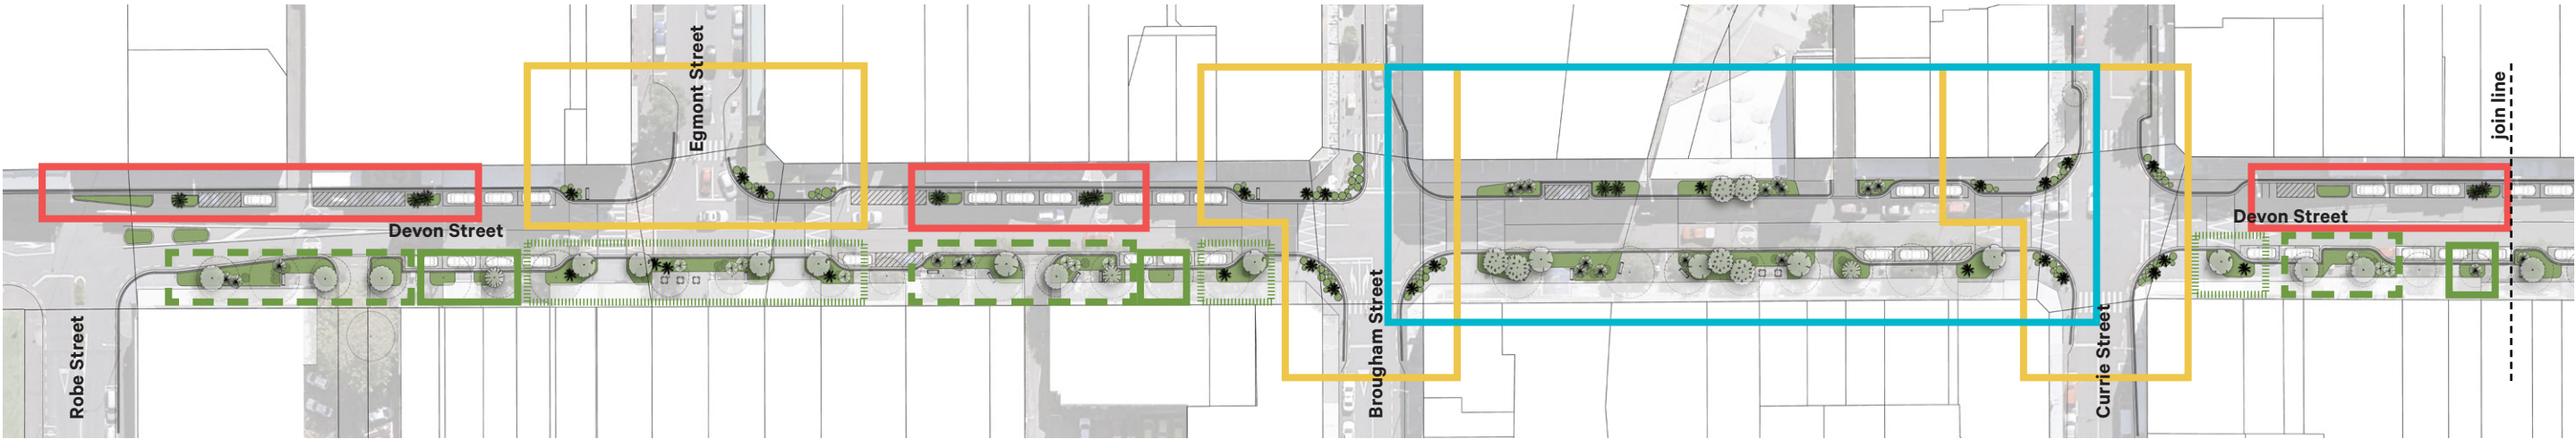 Egmont Street
join line
Devon Street
Devon Street
Robe Street
Brougham Street
Currie Street